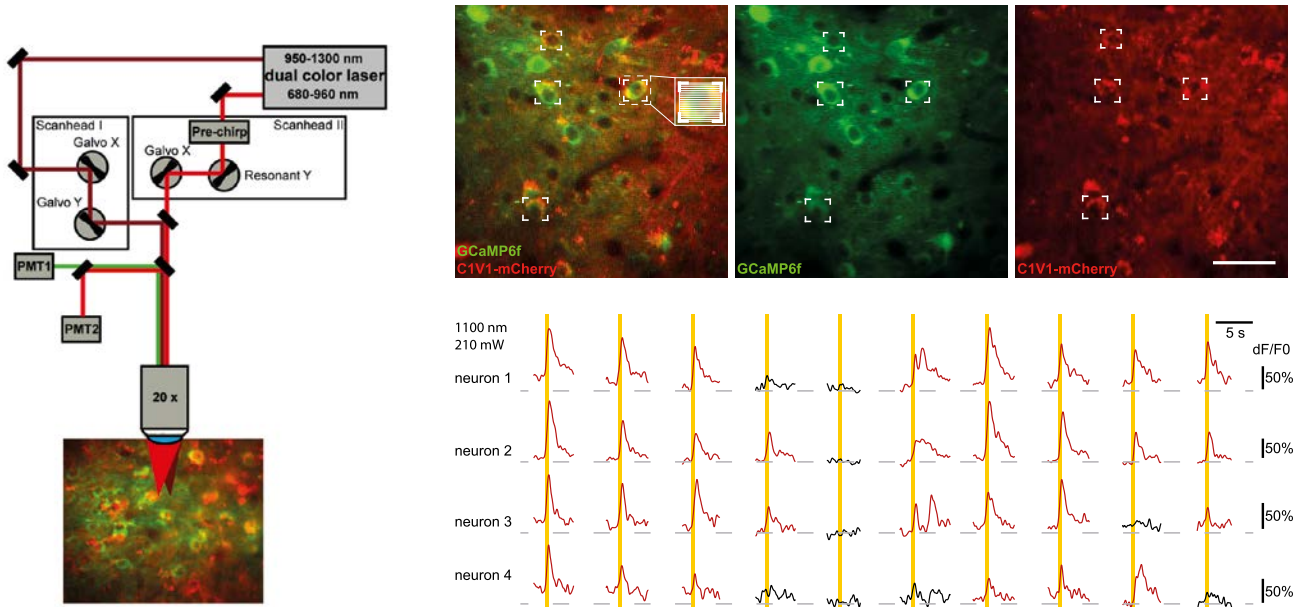 950-1300 nm
dual color laser
680-960 nm
Scanhead I
Scanhead II
Pre-chirp
Galvo X
Galvo X
Resonant Y
Galvo Y
PMT1
PMT2
20 x
GCaMP6f
C1V1-mCherry
GCaMP6f
C1V1-mCherry
1100 nm
210 mW
5 s
dF/F0
neuron 1
50%
neuron 2
50%
neuron 3
50%
neuron 4
50%